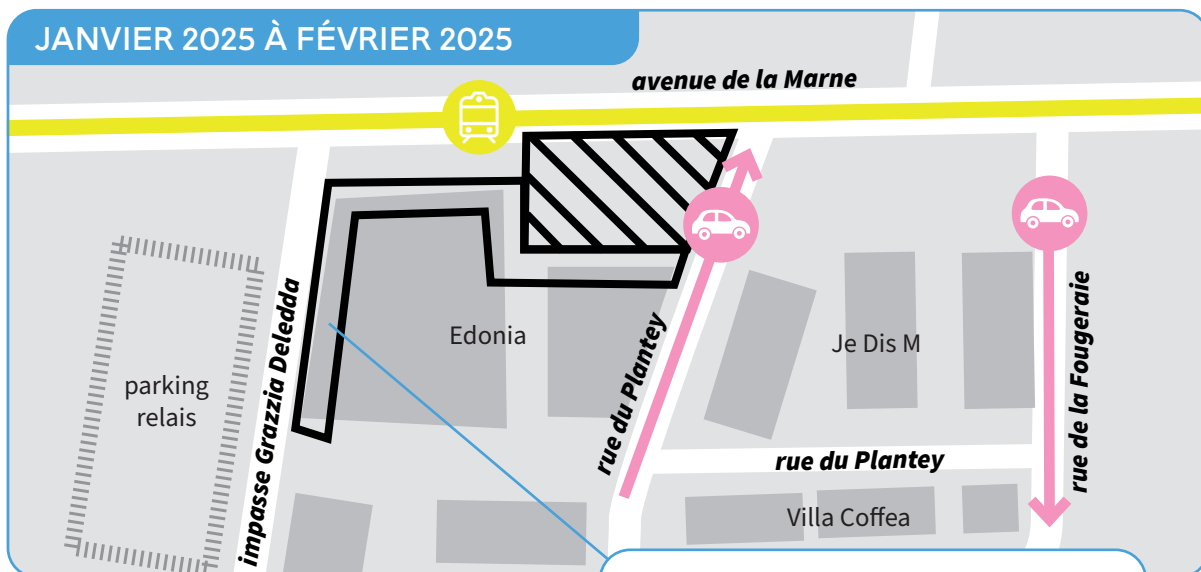 JANVIER 2025 À FÉVRIER 2025
avenue de la Marne
impasse Grazzia Deledda
parking
relais
Edonia
rue du Plantey
Je Dis M
rue de la Fougeraie
rue du Plantey
Villa Coffea